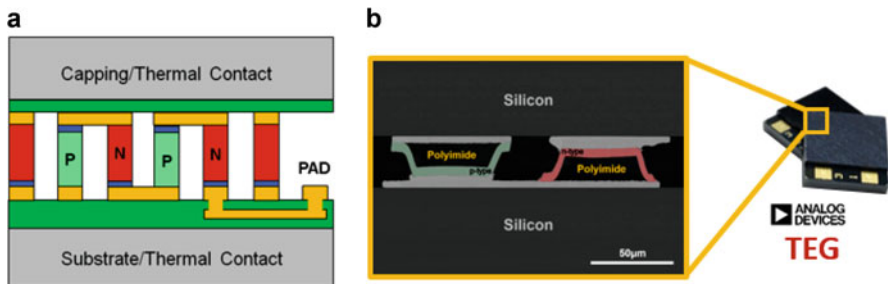 a
Capping/Thermal Contact
P
N
P
N
PAD
Substrate/Thermal Contact
b
Silicon
Polyimide
p-type
n-type
Polyimide
Silicon
50µm
ANALOG
DEVICES
TEG